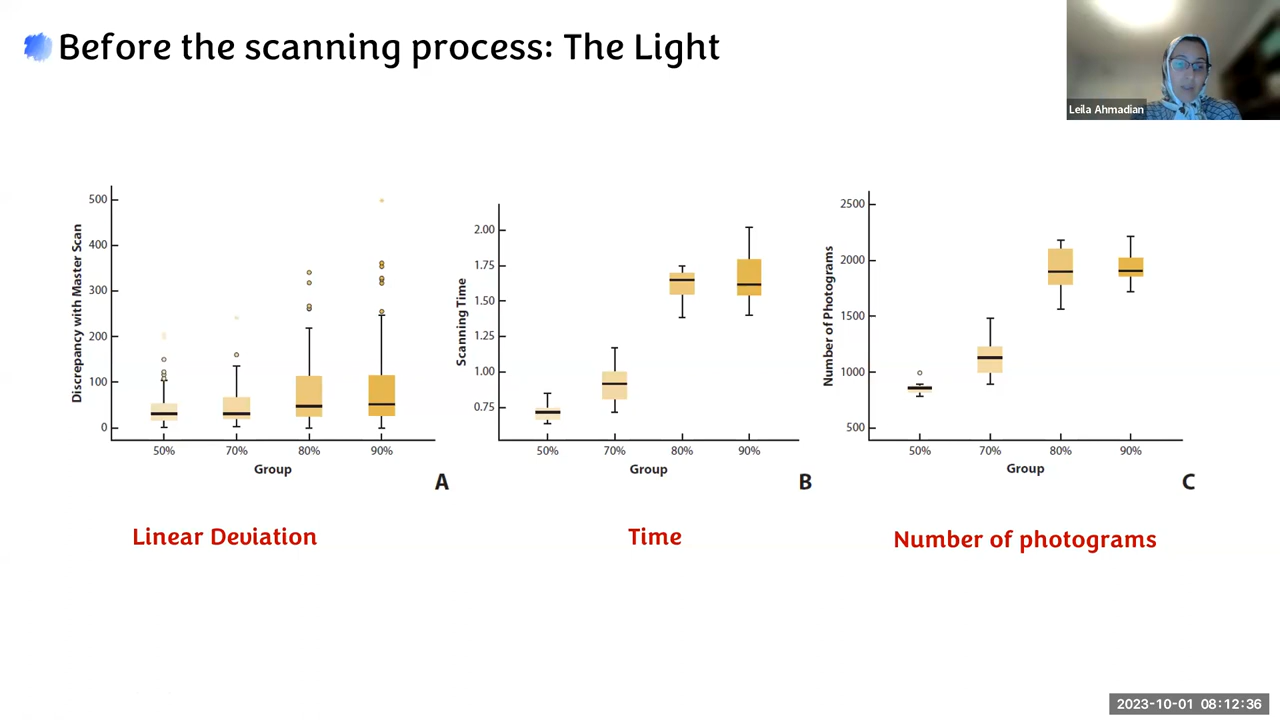 Before the scanning process: The Light
Leila Ahmadian
Discrepancy with Master Scan
500
400
300
200
100
0
50% 70% 80% 90%
Group
A
Scanning Time
2.00
1.75
1.50
1.25
1.00
0.75
50% 70% 80% 90%
Group
B
Number of Photograms
2500
2000
1500
1000
500
50% 70% 80% 90%
Group
C
Linear Deviation
Time
Number of photograms
2023-10-01 08:12:36